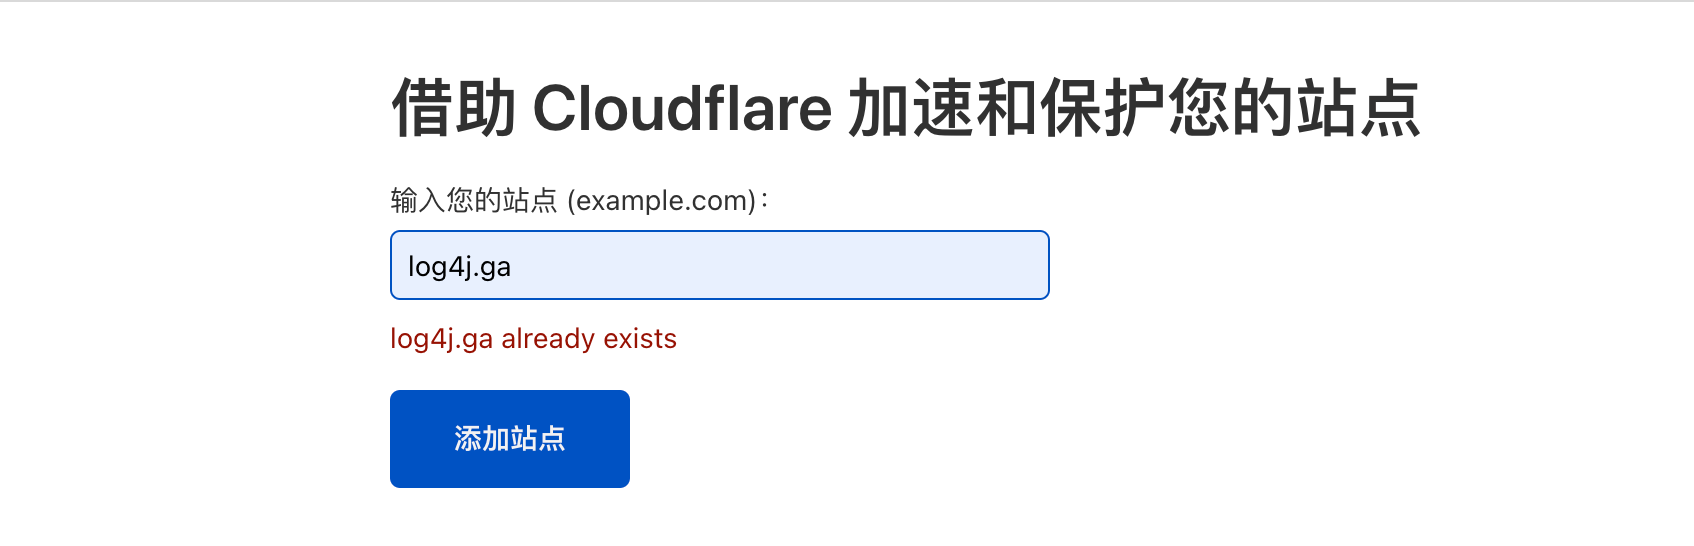 借助 Cloudflare 加速和保护您的站点
输入您的站点 (example.com)：
log4j.ga
log4j.ga already exists
添加站点